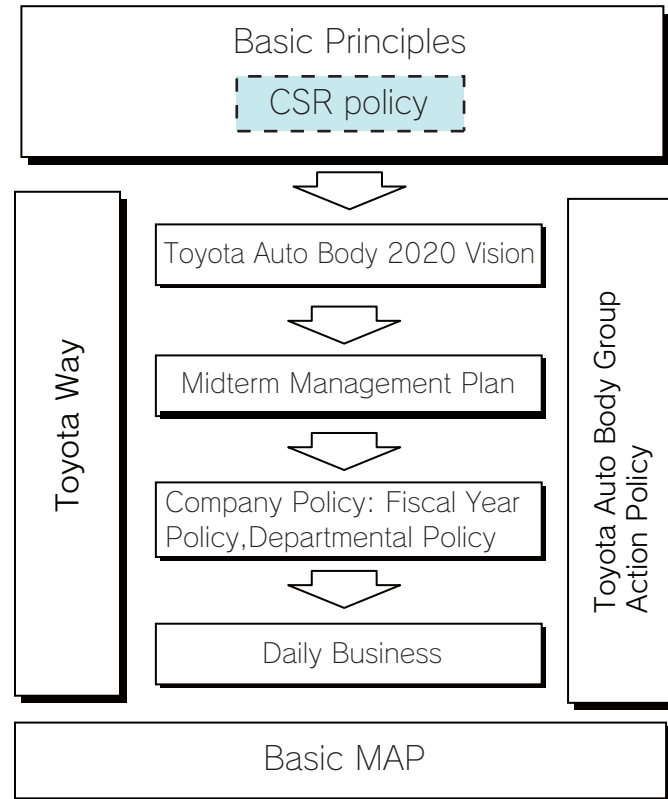 Basic Principles
CSR policy
Toyota Way
Toyota Auto Body 2020 Vision
Midterm Management Plan
Company Policy: Fiscal Year
Policy,Departmental Policy
Daily Business
Toyota Auto Body Group
Action Policy
Basic MAP